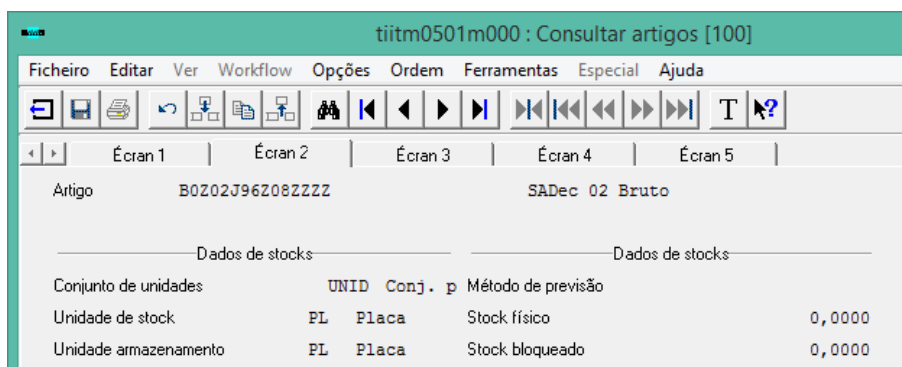 tiitm0501m000 : Consultar artigos [100]
Ficheiro Editar Ver Workflow Opções Ordem Ferramentas Especial Ajuda
T ?
Écran 1 Écran 2 Écran 3 Écran 4 Écran 5
Artigo B0Z02J96Z08ZZZZ SADec 02 Bruto
Dados de stocks Dados de stocks
Conjunto de unidades UNID Conj. p Método de previsão
Unidade de stock PL Placa Stock físico 0,0000
Unidade armazenamento PL Placa Stock bloqueado 0,0000